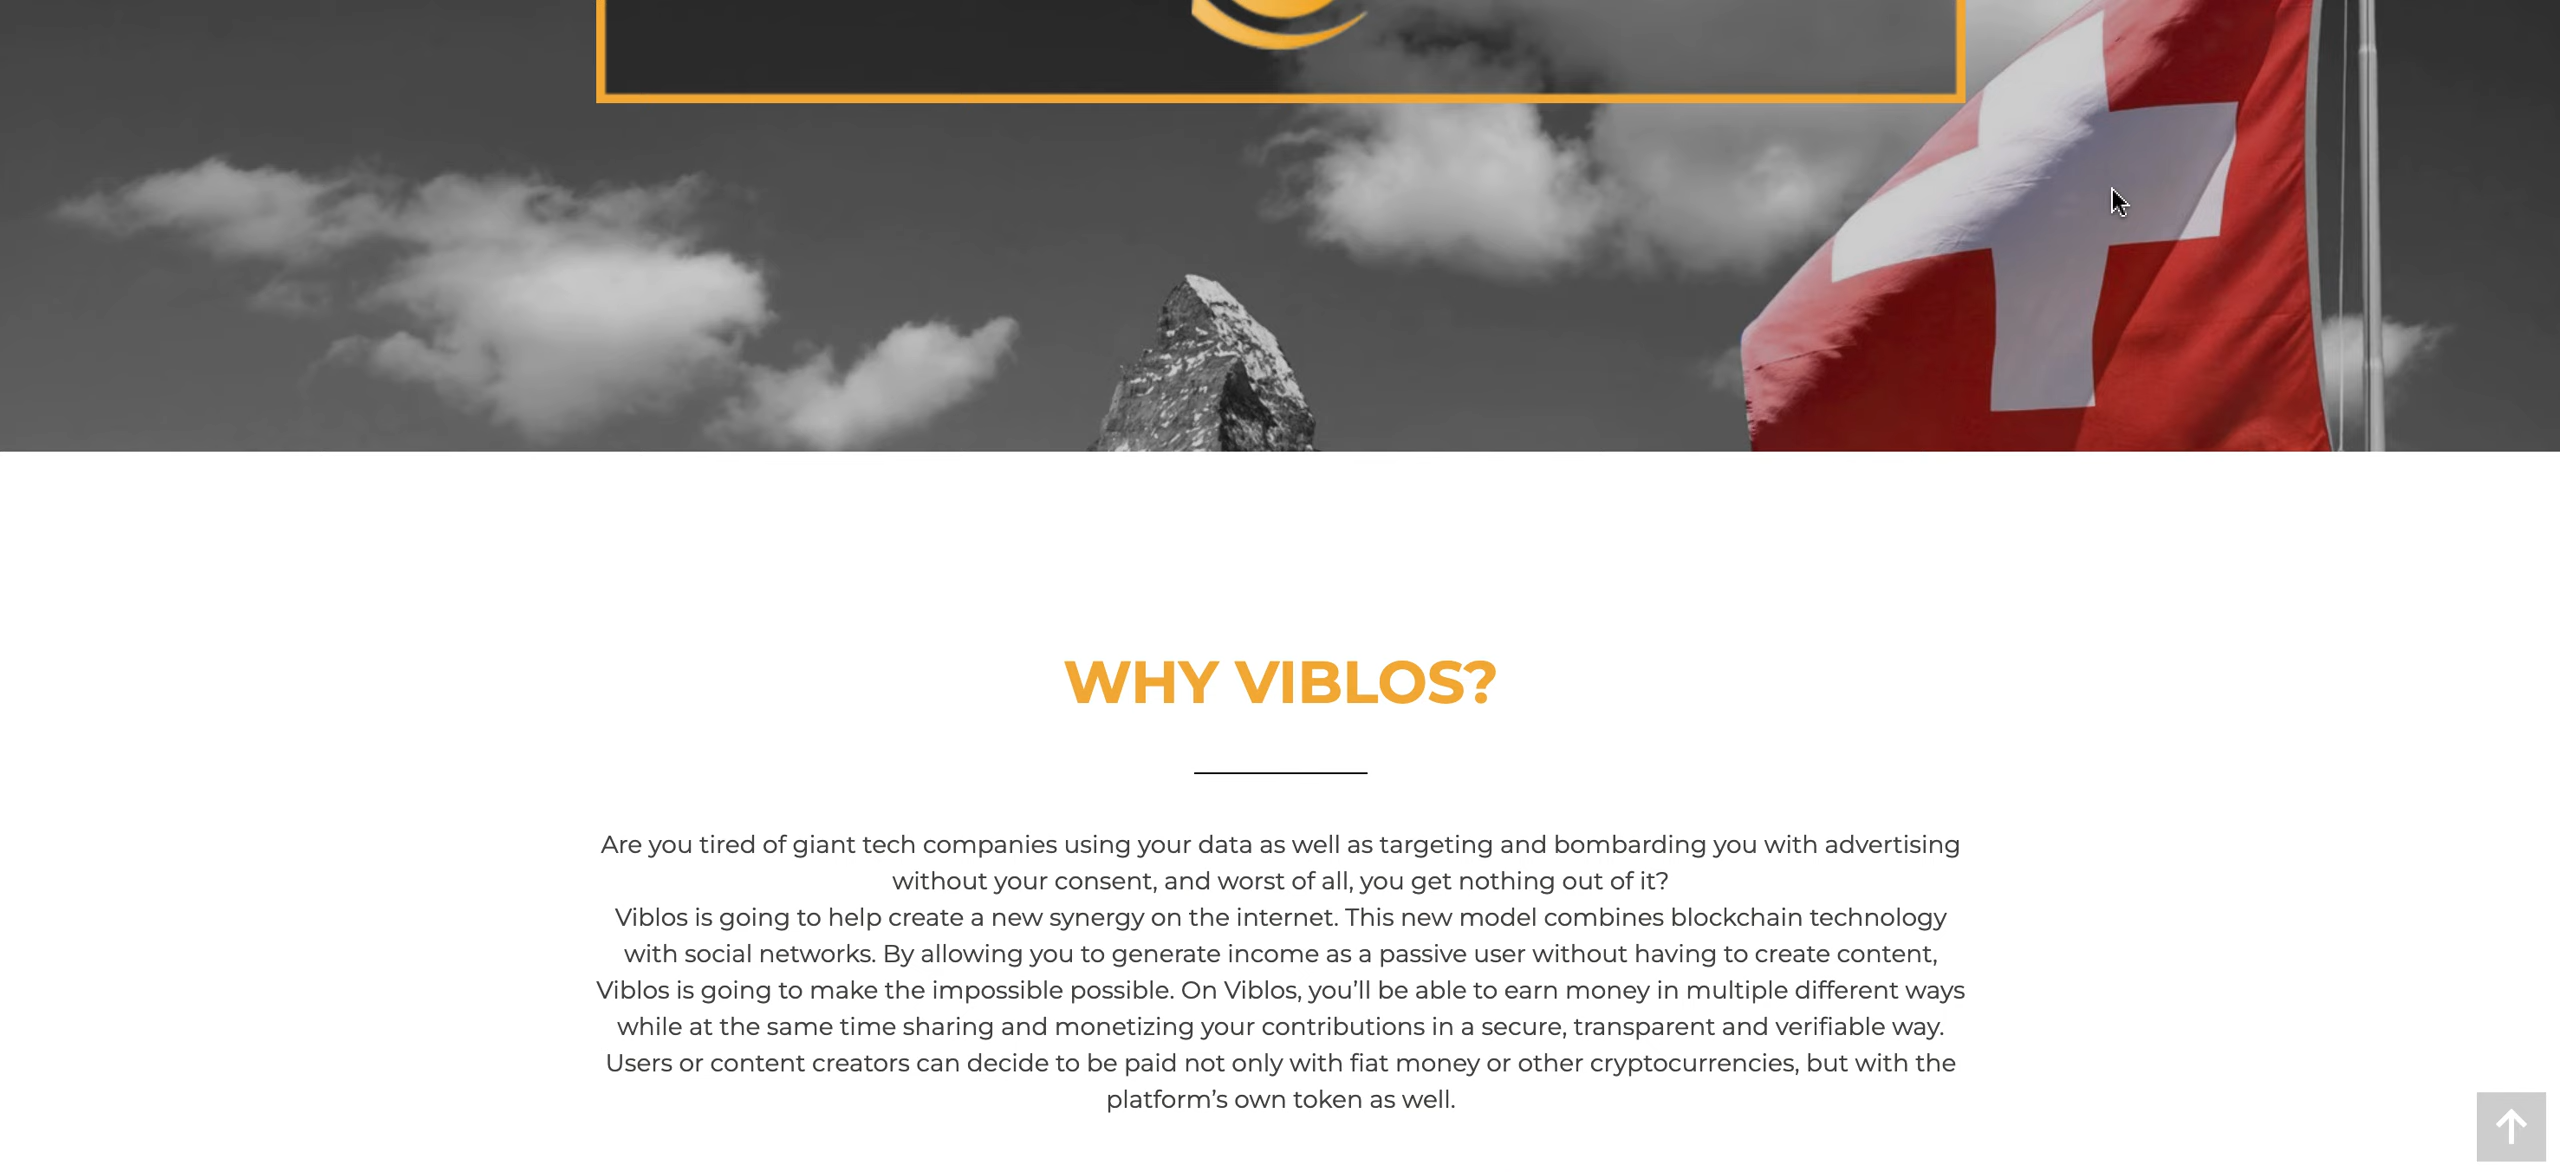 WHY VIBLOS?
Are you tired of giant tech companies using your data as well as targeting and bombarding you with advertising
without your consent, and worst of all, you get nothing out of it?
Viblos is going to help create a new synergy on the internet. This new model combines blockchain technology
with social networks. By allowing you to generate income as a passive user without having to create content,
Viblos is going to make the impossible possible. On Viblos, you’ll be able to earn money in multiple different ways
while at the same time sharing and monetizing your contributions in a secure, transparent and verifiable way.
Users or content creators can decide to be paid not only with fiat money or other cryptocurrencies, but with the
platform’s own token as well.